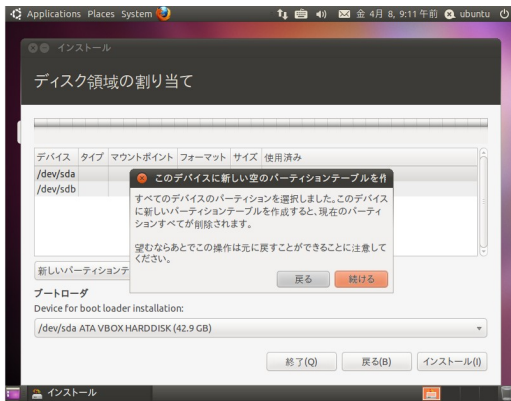 Applications Places System 金 4月 8, 9:11 午前 ubuntu
インストール
ディスク領域の割り当て
デバイス タイプ マウントポイント フォーマット サイズ 使用済み
/dev/sda
/dev/sdb
このデバイスに新しい空のパーティションテーブルを作
すべてのデバイスのパーティションを選択しました。このデバイス
に新しいパーティションテーブルを作成すると、現在のパーティ
ションすべてが削除されます。
望むならあとでこの操作は元に戻すことができることに注意して
ください。
戻る 続ける
新しいパーティションテ
ブートローダ
Device for boot loader installation:
/dev/sda ATA VBOX HARDDISK (42.9 GB)
終了(Q) 戻る(B) インストール(I)
インストール